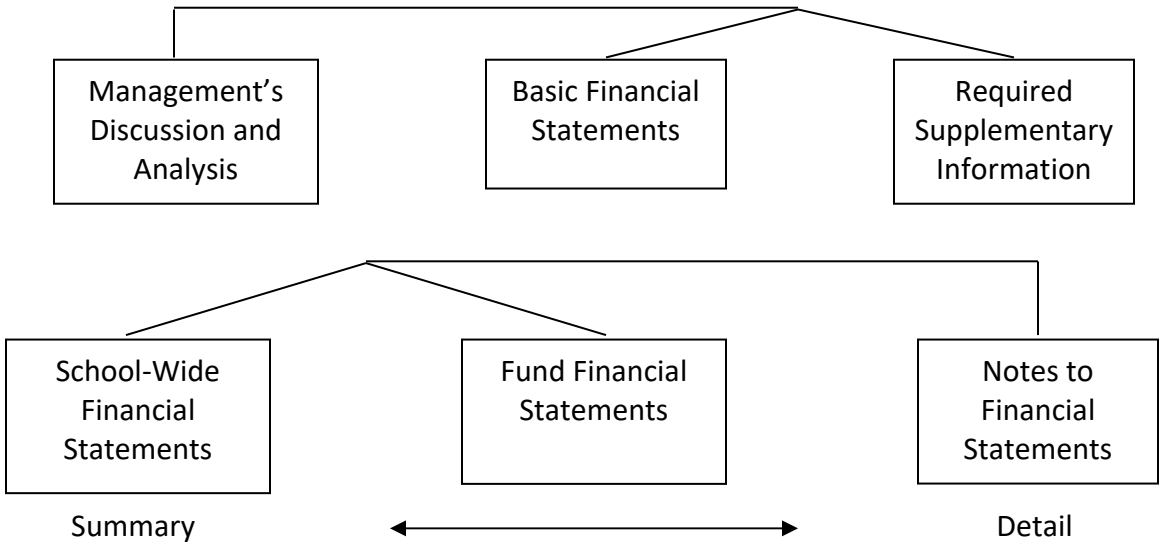 Management’s
Discussion and
Analysis
Basic Financial
Statements
Required
Supplementary
Information
School-Wide
Financial
Statements
Fund Financial
Statements
Notes to
Financial
Statements
Summary
Detail